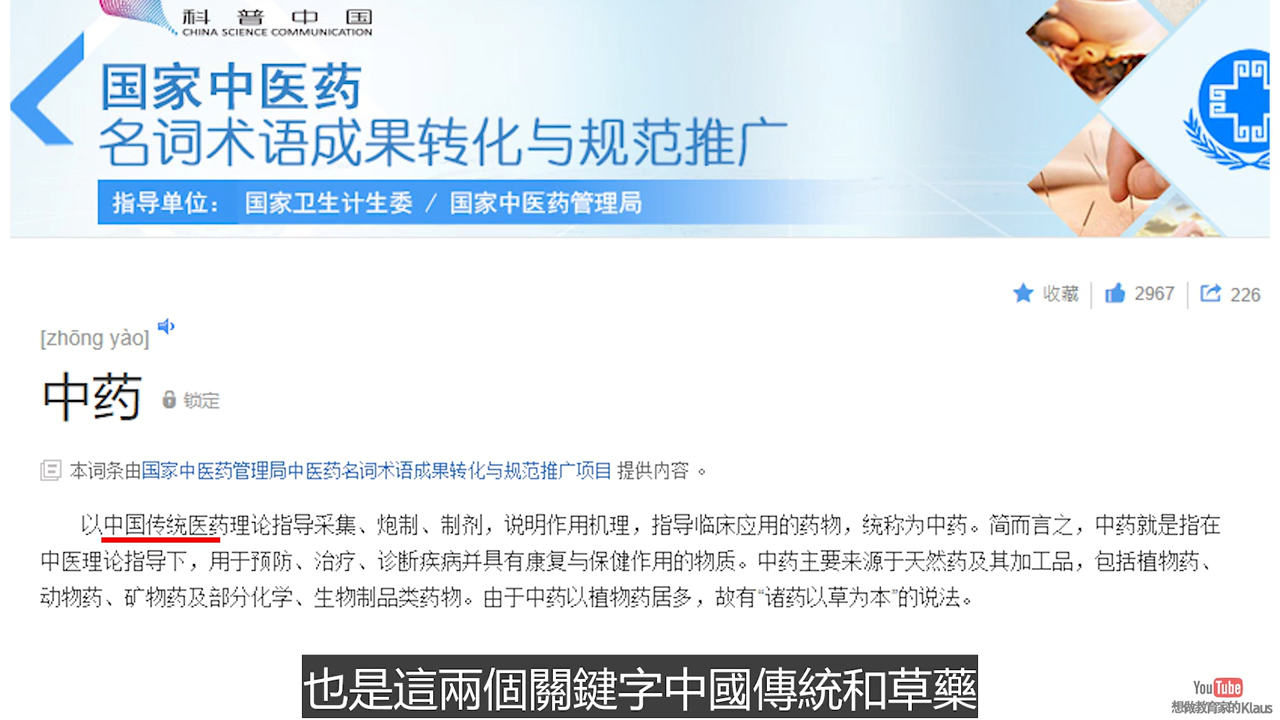 科普中国
CHINA SCIENCE COMMUNICATION
国家中医药
名词术语成果转化与规范推广
指导单位： 国家卫生计生委 / 国家中医药管理局
收藏 2967 226
[zhōng yào]
中药 锁定
本词条由国家中医药管理局中医药名词术语成果转化与规范推广项目 提供内容 。
以中国传统医药理论指导采集、炮制、制剂，说明作用机理，指导临床应用的药物，统称为中药。简而言之，中药就是指在
中医理论指导下，用于预防、治疗、诊断疾病并具有康复与保健作用的物质。中药主要来源于天然药及其加工品，包括植物药、
动物药、矿物药及部分化学、生物制品类药物。由于中药以植物药居多，故有“诸药以草为本”的说法。
也是這兩個關鍵字中國傳統和草藥
YouTube
想做教育家的Klaus